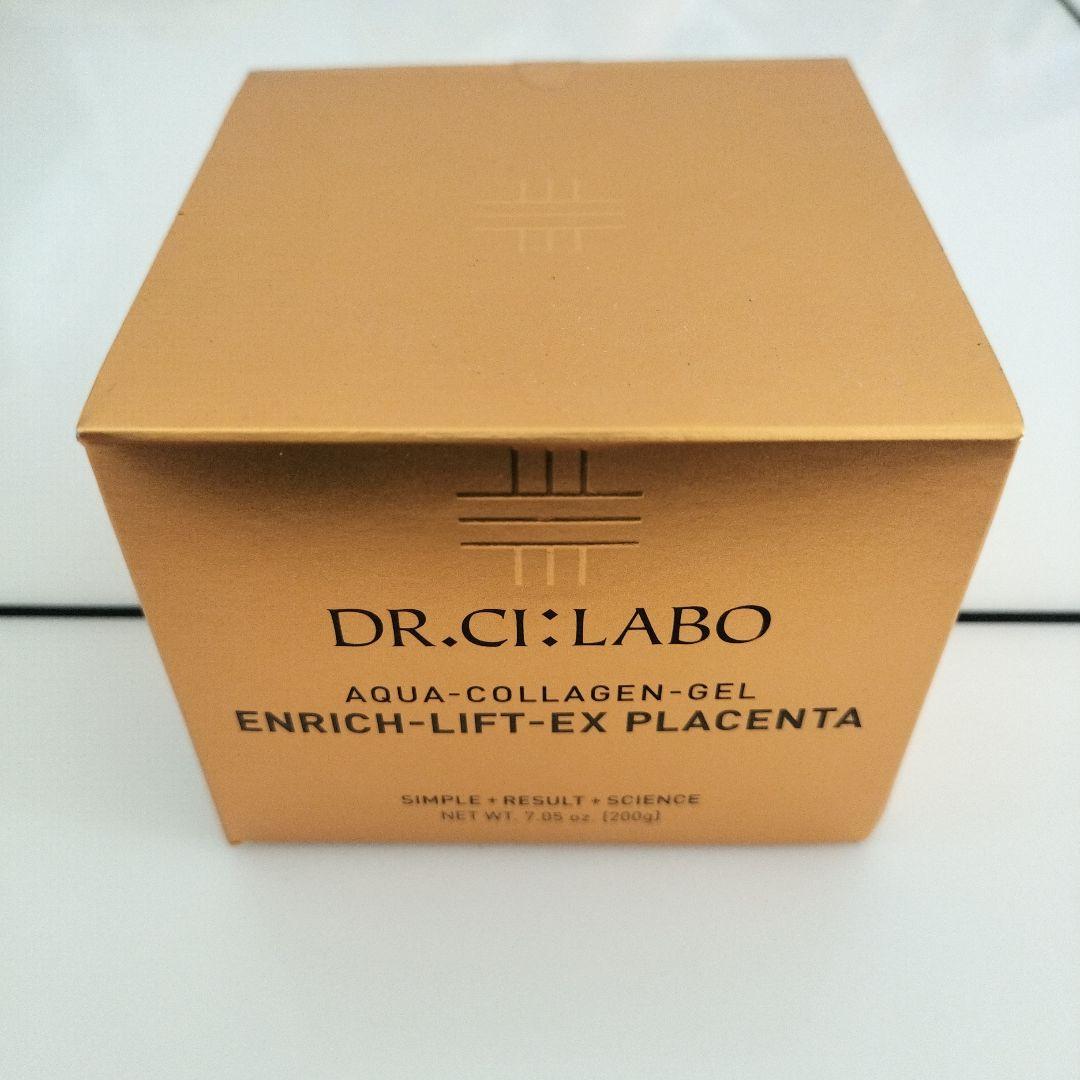 DR.CI:LABO
AQUA-COLLAGEN-GEL
ENRICH-LIFT-EX PLACENTA
SIMPLE + RESULT + SCIENCE
NET WT. 7.05 oz. [200g]